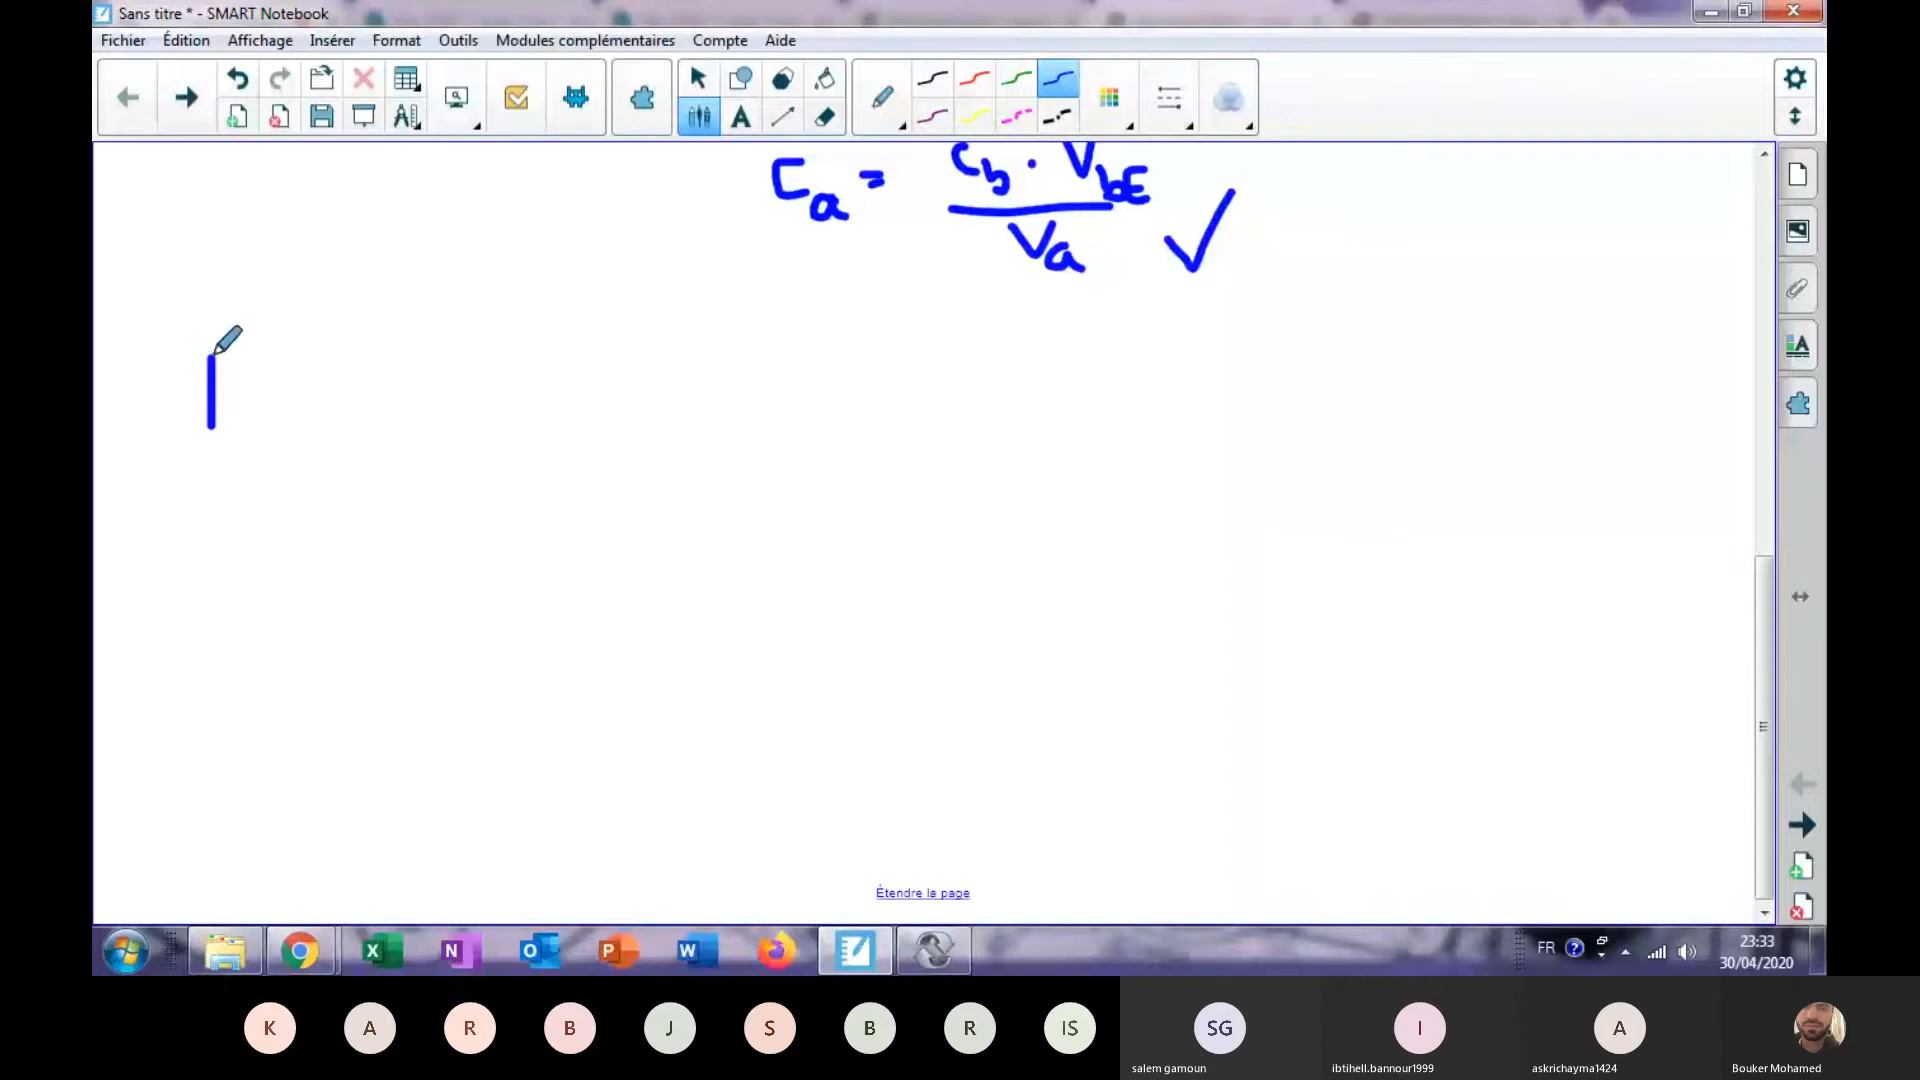 Sans titre * - SMART Notebook
Fichier Édition Affichage Insérer Format Outils Modules complémentaires Compte Aide
Ca = Cb · VbE
Va
Étendre la page
FR
23:33
30/04/2020
K A R B J S B R IS SG I A
salem gamoun ibtihell.bannour1999 askrichayma1424 Bouker Mohamed